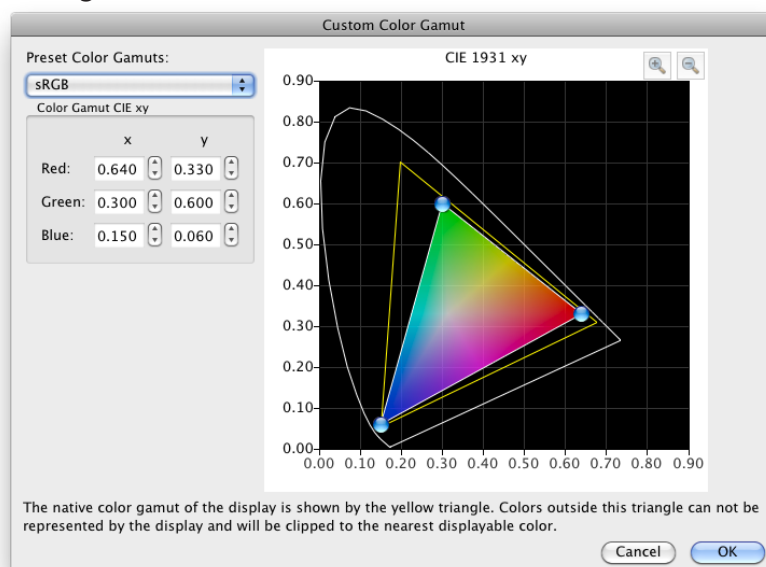 Custom Color Gamut
Preset Color Gamuts:
sRGB
Color Gamut CIE xy
x y
Red: 0.640 0.330
Green: 0.300 0.600
Blue: 0.150 0.060
CIE 1931 xy
0.90
0.80
0.70
0.60
0.50
0.40
0.30
0.20
0.10
0.00
0.00 0.10 0.20 0.30 0.40 0.50 0.60 0.70 0.80 0.90
The native color gamut of the display is shown by the yellow triangle. Colors outside this triangle can not be
represented by the display and will be clipped to the nearest displayable color.
Cancel OK